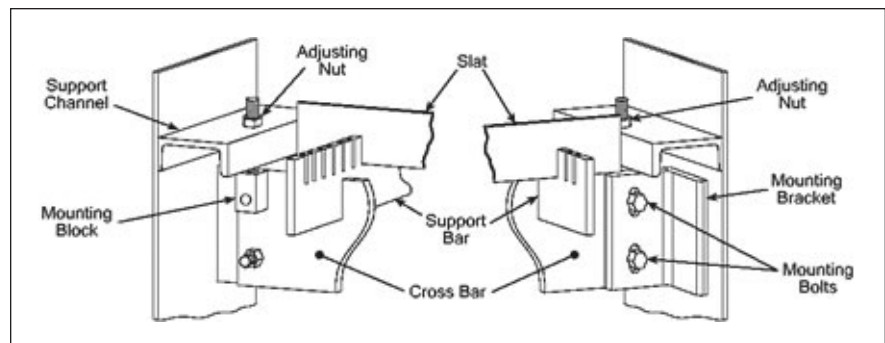 Adjusting
Nut
Slat
Support
Channel
Adjusting
Nut
Mounting
Block
Support
Bar
Mounting
Bracket
Cross Bar
Mounting
Bolts